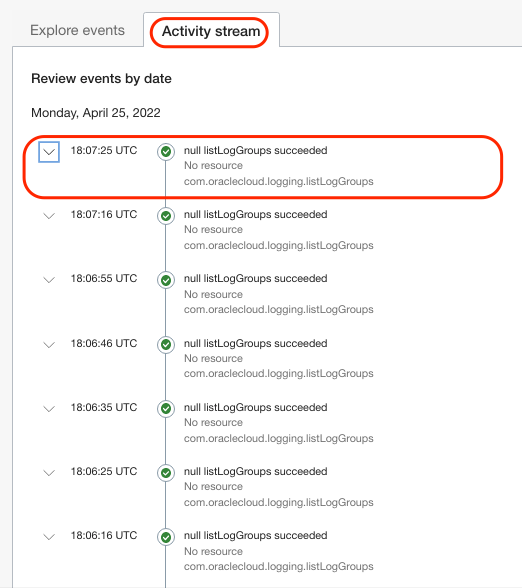 Explore events
Activity stream
Review events by date
Monday, April 25, 2022
18:07:25 UTC
null listLogGroups succeeded
No resource
com.oraclecloud.logging.listLogGroups
18:07:16 UTC
null listLogGroups succeeded
No resource
com.oraclecloud.logging.listLogGroups
18:06:55 UTC
null listLogGroups succeeded
No resource
com.oraclecloud.logging.listLogGroups
18:06:46 UTC
null listLogGroups succeeded
No resource
com.oraclecloud.logging.listLogGroups
18:06:35 UTC
null listLogGroups succeeded
No resource
com.oraclecloud.logging.listLogGroups
18:06:25 UTC
null listLogGroups succeeded
No resource
com.oraclecloud.logging.listLogGroups
18:06:16 UTC
null listLogGroups succeeded
No resource
com.oraclecloud.logging.listLogGroups